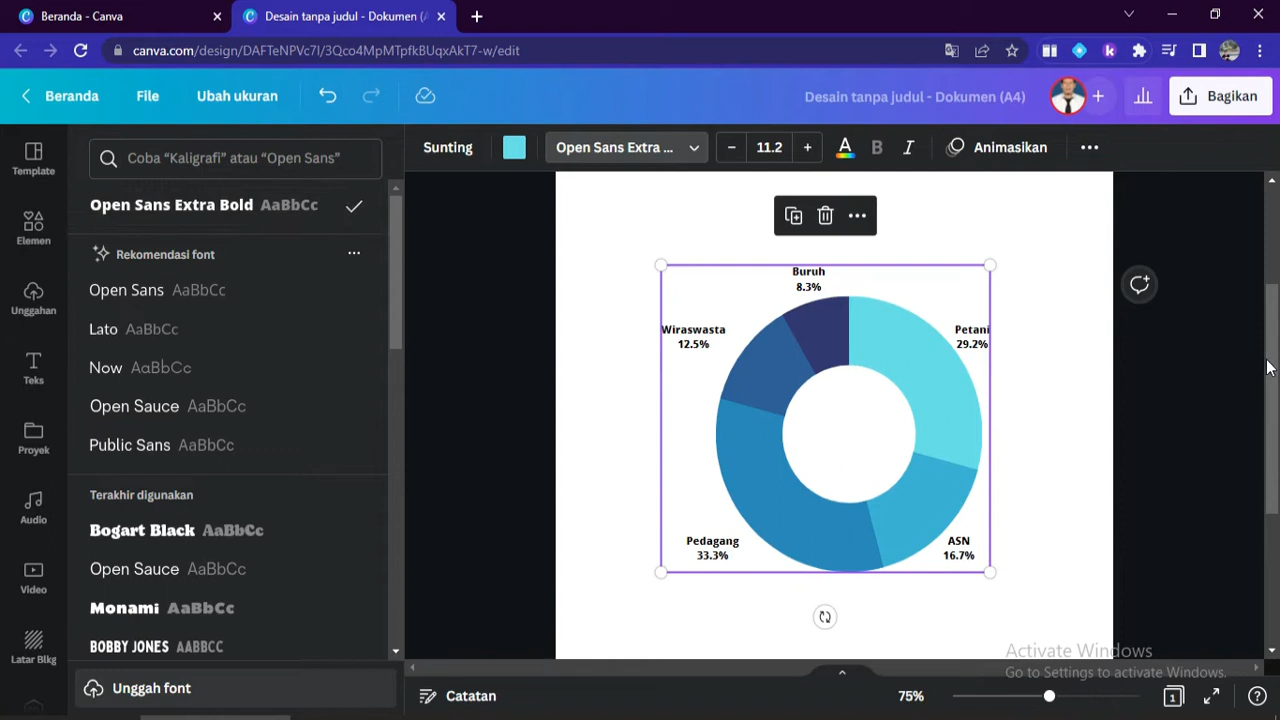 Beranda - Canva
Desain tanpa judul - Dokumen (A
canva.com/design/DAFTeNPVc7I/3Qco4MpMTpfkBUqxAkT7-w/edit
Beranda File Ubah ukuran Desain tanpa judul - Dokumen (A4) Bagikan
Template
Elemen
Unggahan
Teks
Proyek
Audio
Video
Latar Blkg
Coba “Kaligrafi” atau “Open Sans”
Open Sans Extra Bold AaBbCc
Rekomendasi font
Open Sans AaBbCc
Lato AaBbCc
Now AaBbCc
Open Sauce AaBbCc
Public Sans AaBbCc
Terakhir digunakan
Bogart Black AaBbCc
Open Sauce AaBbCc
Monami AaBbCc
BOBBY JONES AABBCC
Unggah font
Sunting Open Sans Extra ... 11.2 A B I Animasikan
Buruh
8.3%
Wiraswasta
12.5%
Petani
29.2%
Pedagang
33.3%
ASN
16.7%
Activate Windows
Go to Settings to activate Windows.
Catatan 75% 1